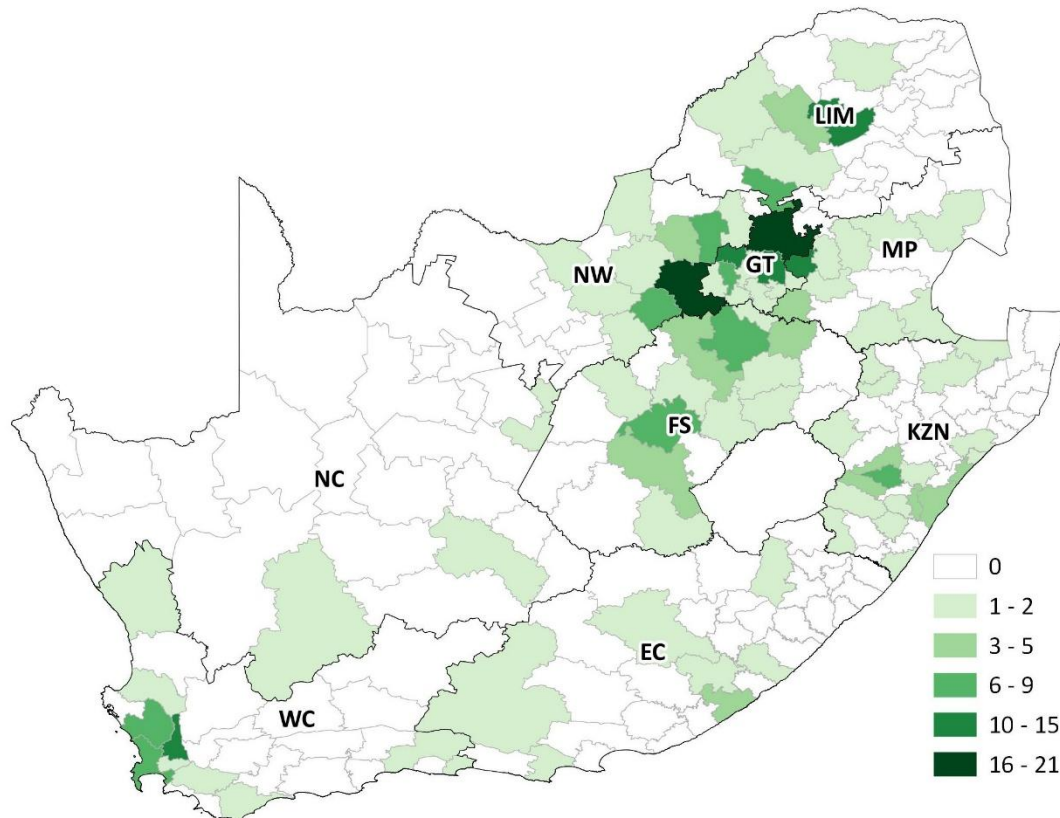 LIM
NW
GT
MP
FS
KZN
NC
EC
WC
0
1 - 2
3 - 5
6 - 9
10 - 15
16 - 21